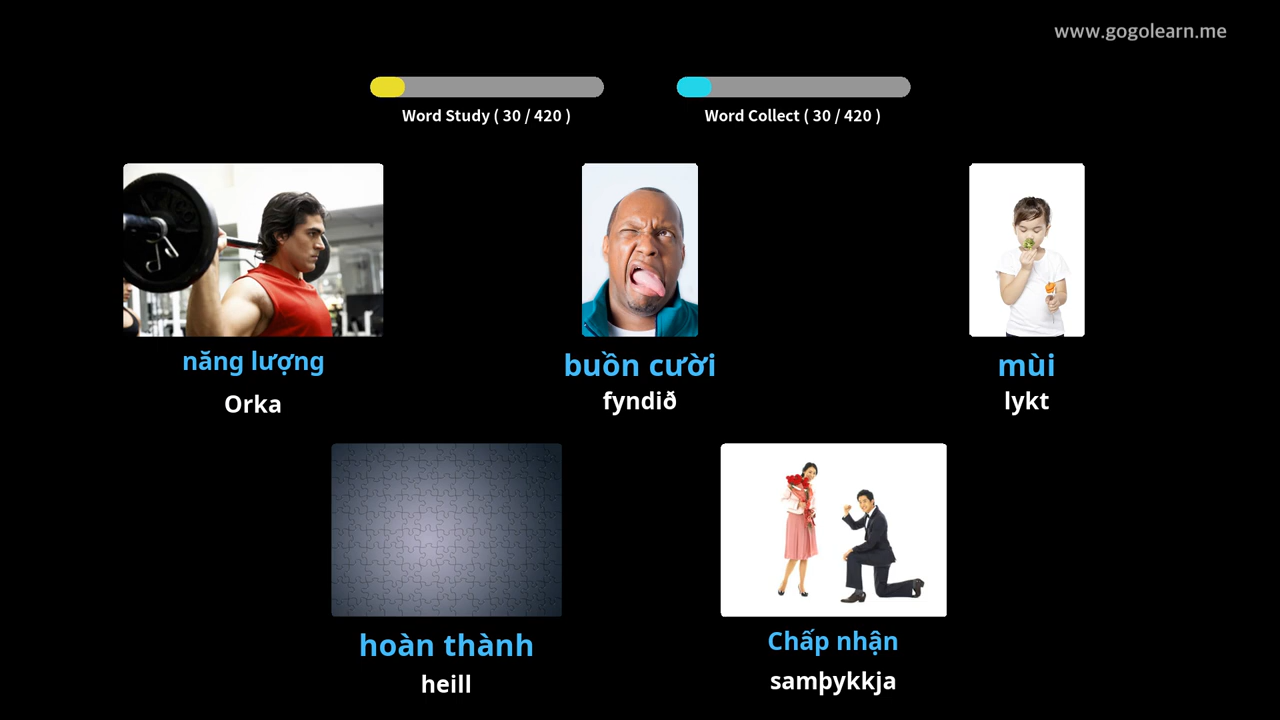 www.gogolearn.me
Word Study ( 30 / 420 )
Word Collect ( 30 / 420 )
năng lượng
Orka
buồn cười
fyndið
mùi
lykt
hoàn thành
heill
Chấp nhận
samþykkja